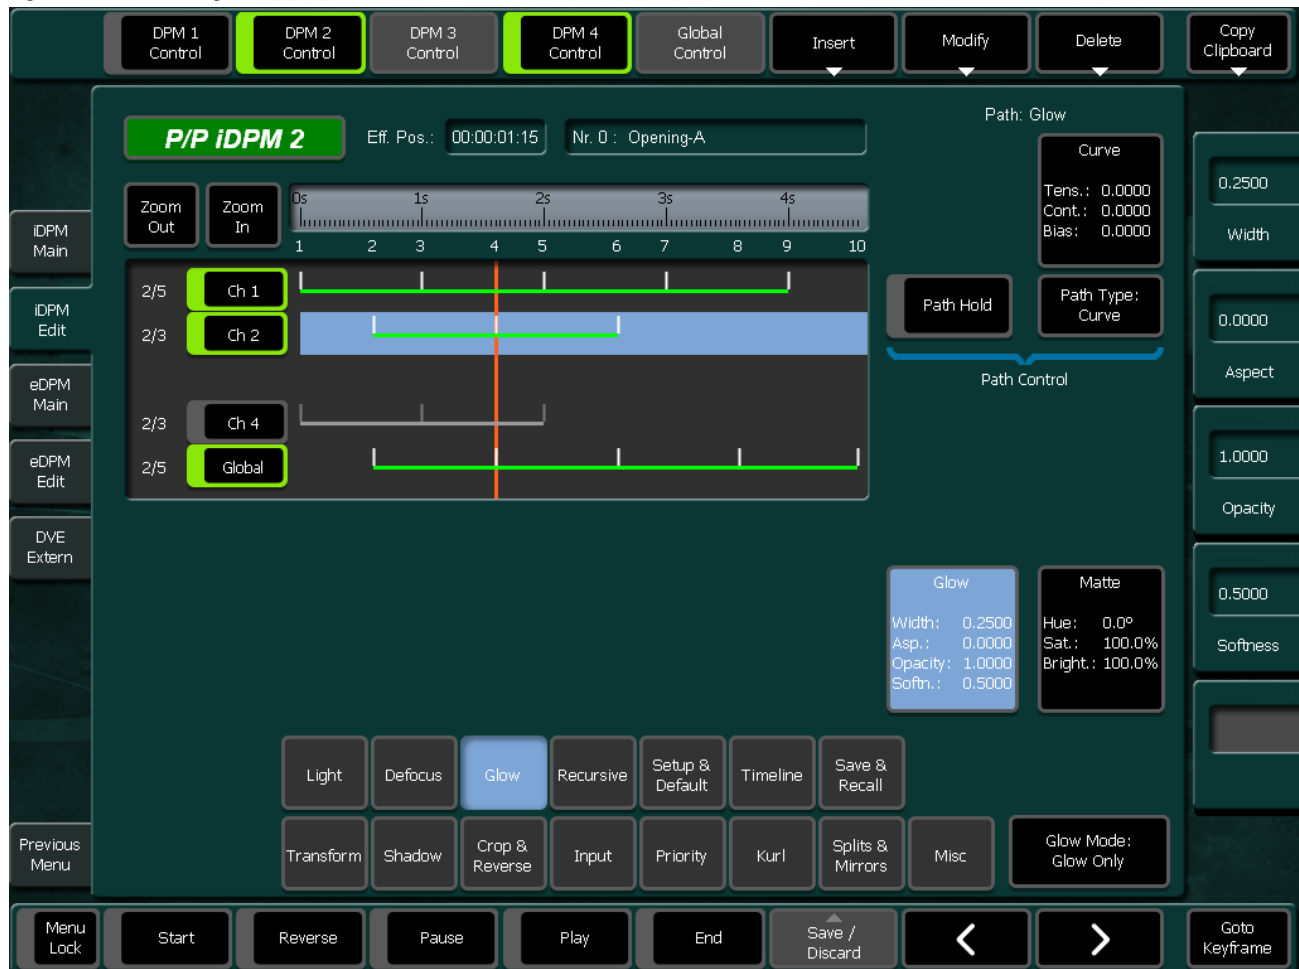 DPM 1
Control
DPM 2
Control
DPM 3
Control
DPM 4
Control
Global
Control
Insert
Modify
Delete
Copy
Clipboard
P/P iDPM 2
Eff. Pos.: 00:00:01:15
Nr. 0 : Opening-A
Path: Glow
Curve
Tens.: 0.0000
Cont.: 0.0000
Bias: 0.0000
0.2500
Width
Zoom
Out
Zoom
In
0s 1s 2s 3s 4s
1 2 3 4 5 6 7 8 9 10
iDPM
Main
iDPM
Edit
eDPM
Main
eDPM
Edit
DVE
Extern
2/5 Ch 1
2/3 Ch 2
2/3 Ch 4
2/5 Global
Path Hold
Path Type:
Curve
Path Control
0.0000
Aspect
1.0000
Opacity
Glow
Width: 0.2500
Asp.: 0.0000
Opacity: 1.0000
Softn.: 0.5000
Matte
Hue: 0.0°
Sat.: 100.0%
Bright.: 100.0%
0.5000
Softness
Light
Defocus
Glow
Recursive
Setup &
Default
Timeline
Save &
Recall
Previous
Menu
Transform
Shadow
Crop &
Reverse
Input
Priority
Kurl
Splits &
Mirrors
Misc
Glow Mode:
Glow Only
Menu
Lock
Start
Reverse
Pause
Play
End
Save /
Discard
<
>
Goto
Keyframe